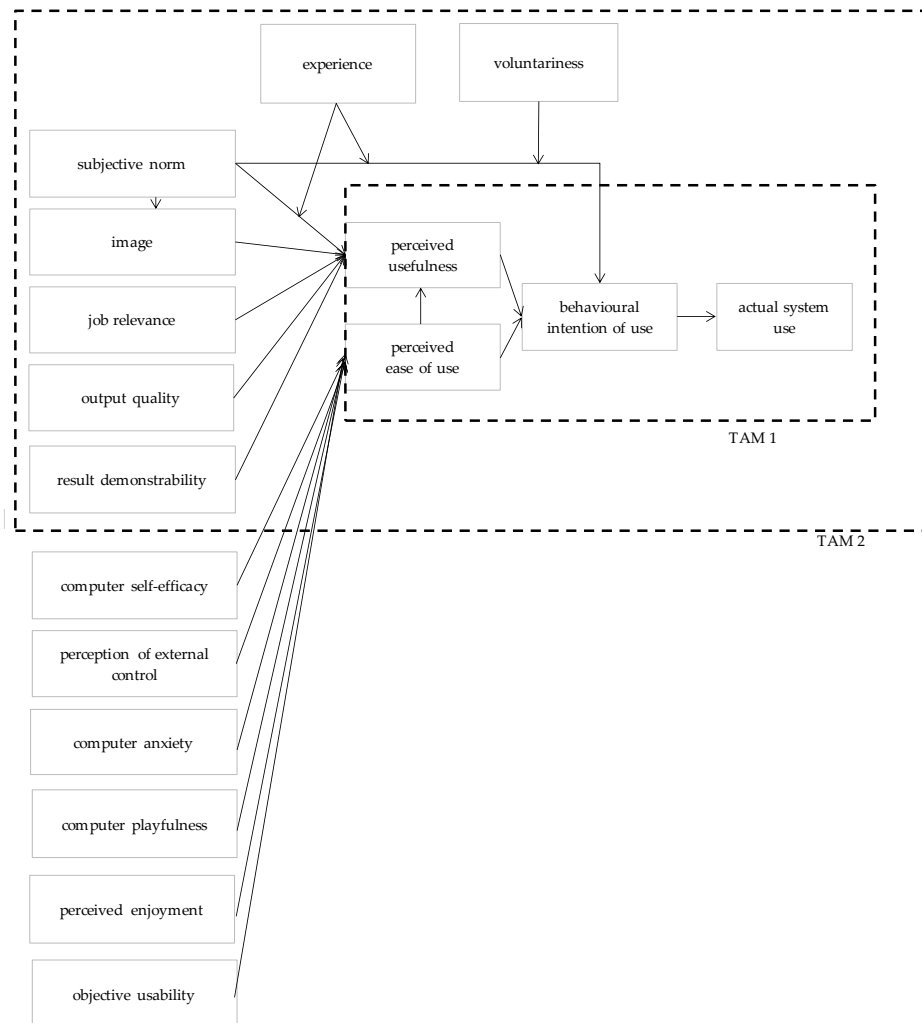 experience
voluntariness
subjective norm
image
perceived
usefulness
behavioural
intention of use
actual system
use
job relevance
perceived
ease of use
output quality
TAM 1
result demonstrability
TAM 2
computer self-efficacy
perception of external
control
computer anxiety
computer playfulness
perceived enjoyment
objective usability